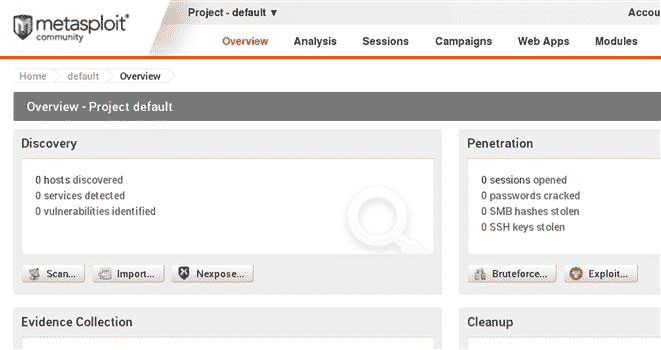 metasploit®
community
Project - default ▼
Accou
Overview Analysis Sessions Campaigns Web Apps Modules
Home default Overview
Overview - Project default
Discovery
0 hosts discovered
0 services detected
0 vulnerabilities identified
Scan... Import... Nexpose...
Penetration
0 sessions opened
0 passwords cracked
0 SMB hashes stolen
0 SSH keys stolen
Bruteforce... Exploit...
Evidence Collection
Cleanup